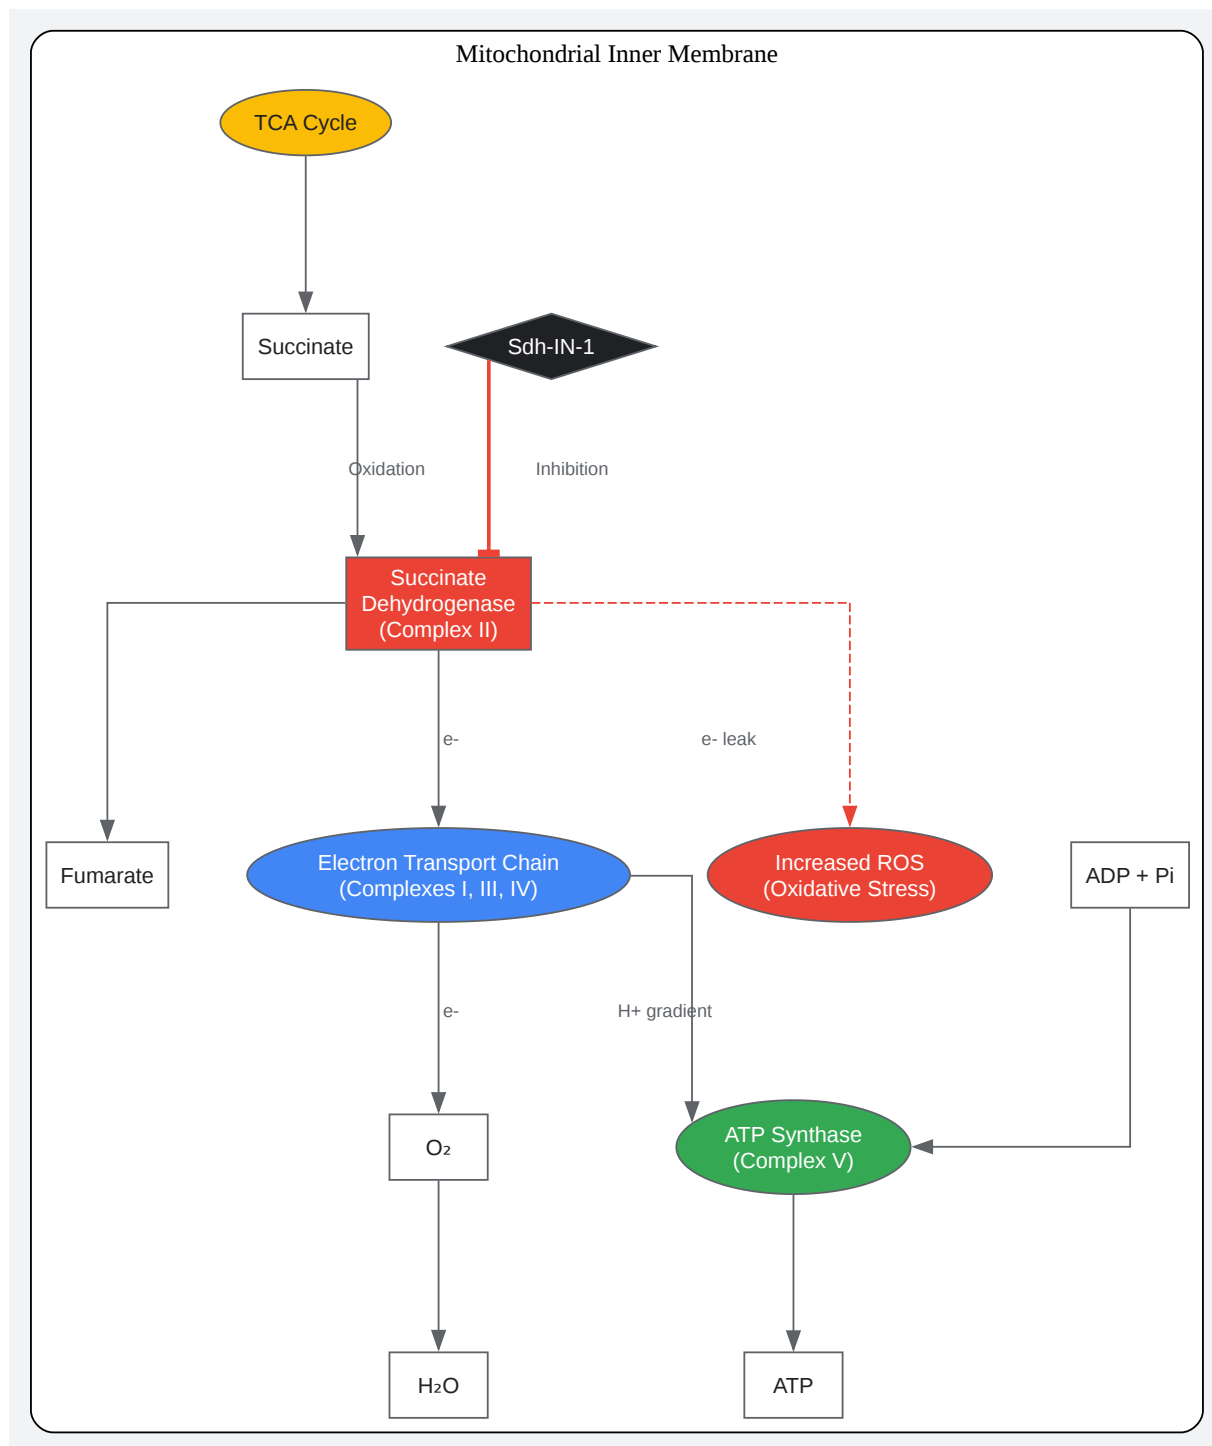 Mitochondrial Inner Membrane
TCA Cycle
Succinate
Sdh-IN-1
Oxidation
Inhibition
Succinate
Dehydrogenase
(Complex II)
e-
e- leak
Fumarate
Electron Transport Chain
(Complexes I, III, IV)
Increased ROS
(Oxidative Stress)
ADP + Pi
e-
H+ gradient
O₂
ATP Synthase
(Complex V)
H₂O
ATP